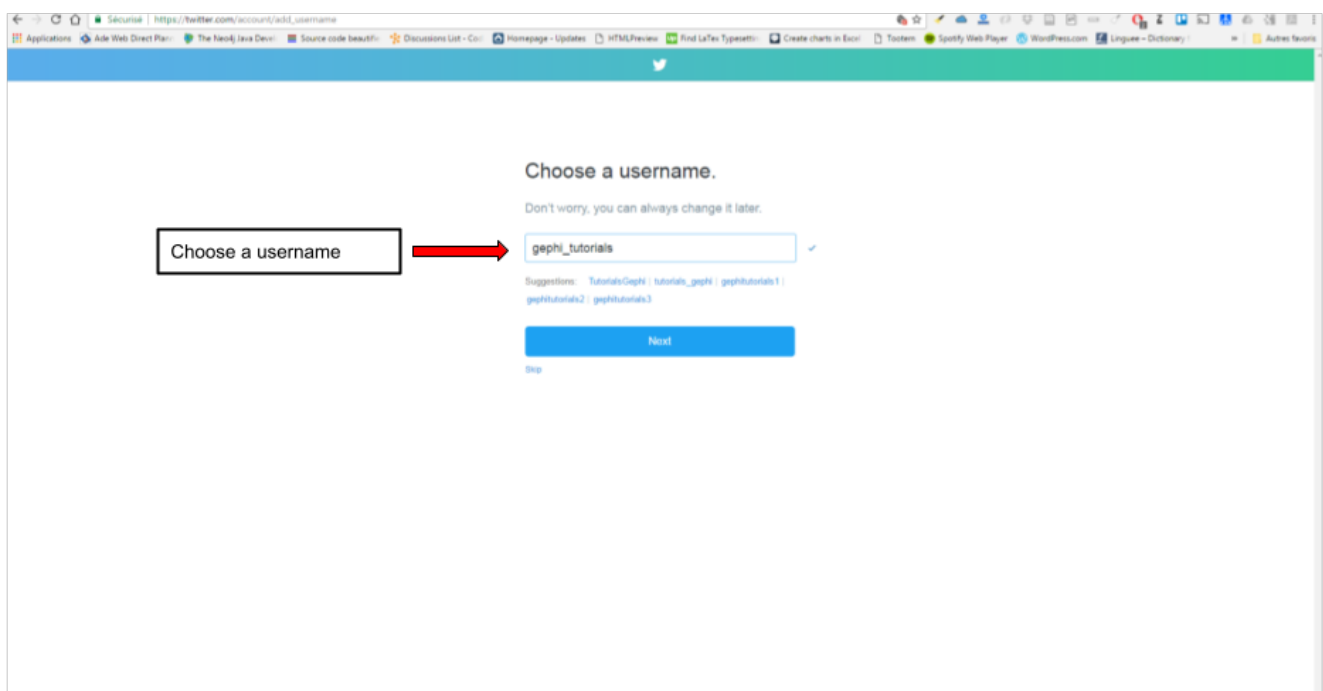 Sécurisé | https://twitter.com/account/add_username
Applications Ade Web Direct Plan The Neo4j Java Devel Source code beautifi Discussions List - Coo Homepage - Updates HTMLPreview Find LaTex Typesettin Create charts in Excel Tootem Spotify Web Player WordPress.com Linguee – Dictionary f » Autres favoris
Choose a username.
Don't worry, you can always change it later.
Choose a username
gephi_tutorials
Suggestions: TutorialsGephi | tutorials_gephi | gephitutorials1 |
gephitutorials2 | gephitutorials3
Next
Skip